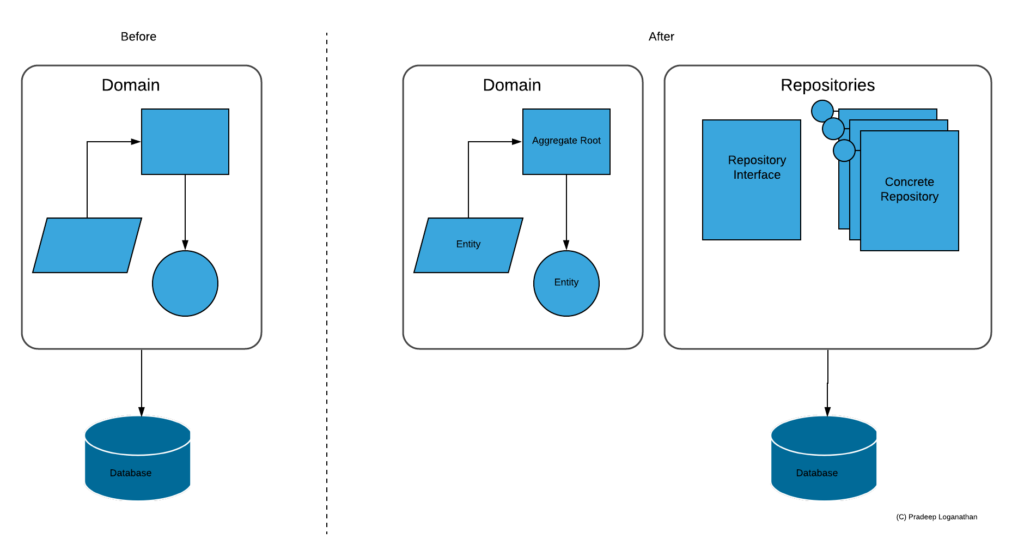 Before
After
Domain
Domain
Repositories
Aggregate Root
Repository
Interface
Concrete
Repository
Entity
Entity
Database
Database
(C) Pradeep Loganathan